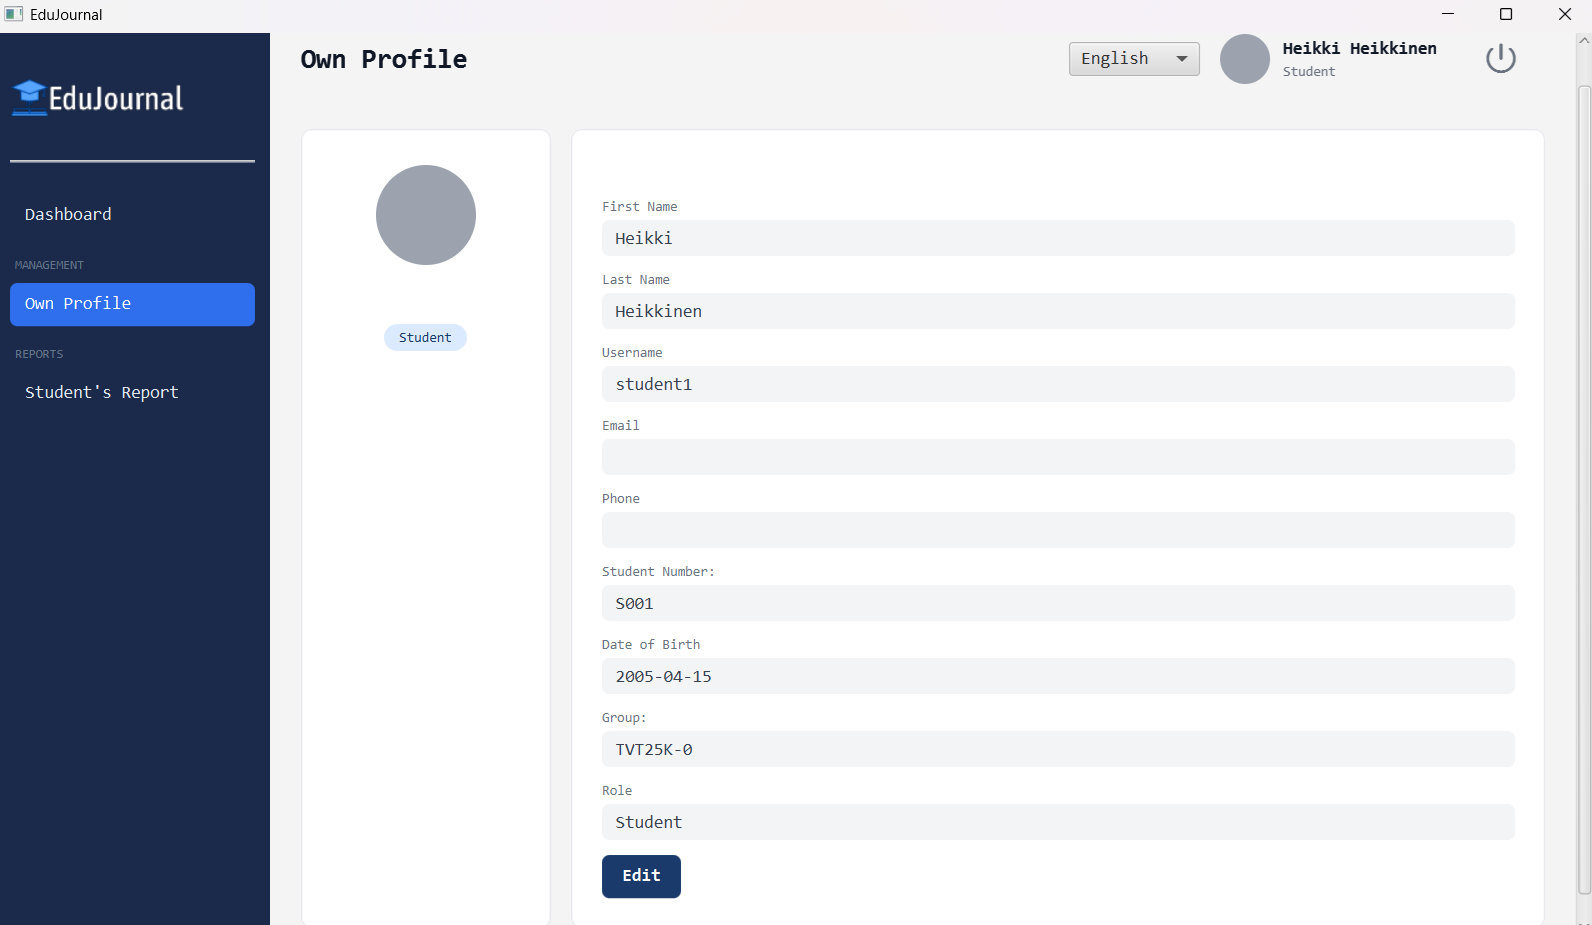 EduJournal
EduJournal
Dashboard
MANAGEMENT
Own Profile
REPORTS
Student's Report
Own Profile
English
Heikki Heikkinen
Student
Student
First Name
Heikki
Last Name
Heikkinen
Username
student1
Email
Phone
Student Number:
S001
Date of Birth
2005-04-15
Group:
TVT25K-0
Role
Student
Edit